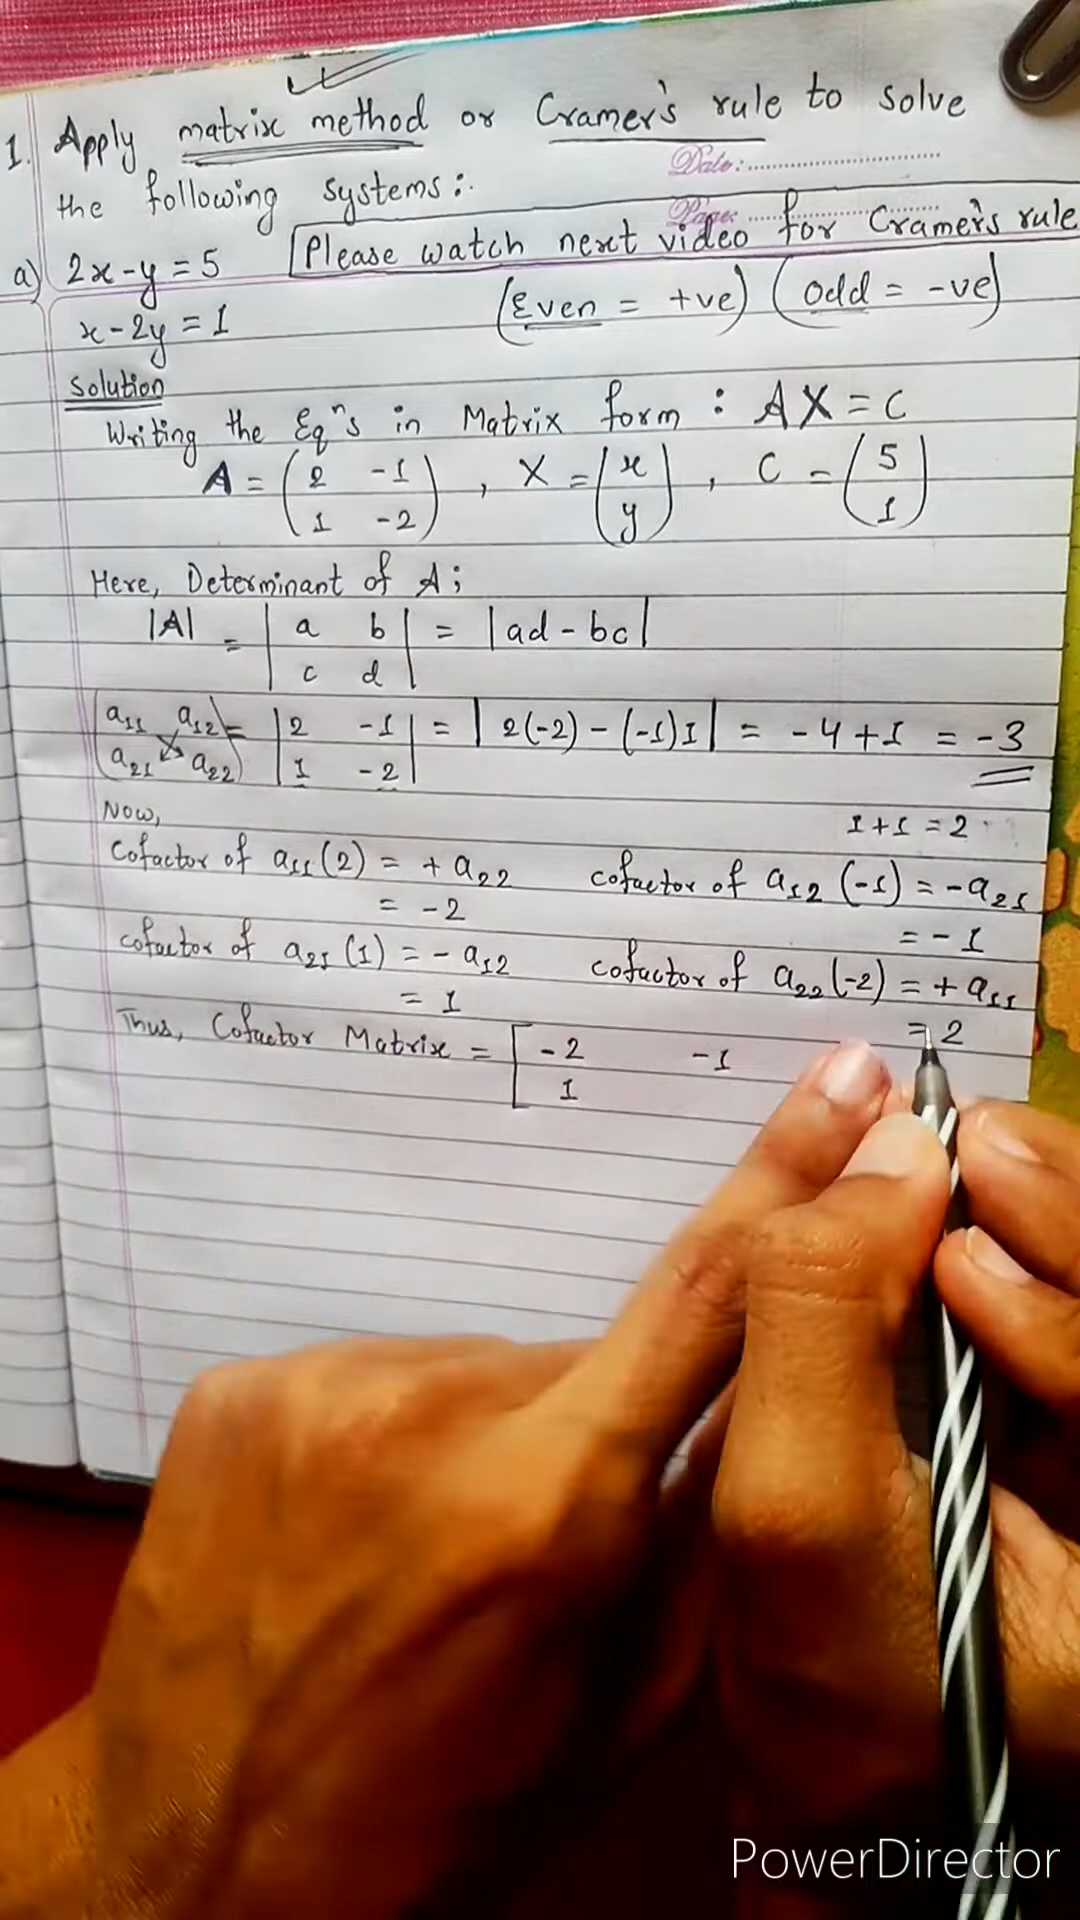 1. Apply matrix method or Cramer's rule to solve
the following systems:
Date:
Page:
Please watch next video for Cramer's rule
a) 2x-y = 5
x-2y = 1
(Even = +ve) (odd = -ve)
Solution
Writing the Eqⁿs in Matrix form : AX = C
A = (2 -1 , X = (x , C = (5
1 -2) y) 1)
Here, Determinant of A;
|A| = |a b| = |ad - bc|
c d
(a11 a12 = |2 -1| = |2(-2) - (-1)1| = -4+1 = -3
a21 a22) |1 -2|
Now,
1+1 = 2
Cofactor of a11 (2) = + a22 cofactor of a12 (-1) = -a21
= -2 = -1
cofactor of a21 (1) = - a12 cofactor of a22 (-2) = + a11
= 1 = 2
Thus, Cofactor Matrix = [-2 -1
1
PowerDirector